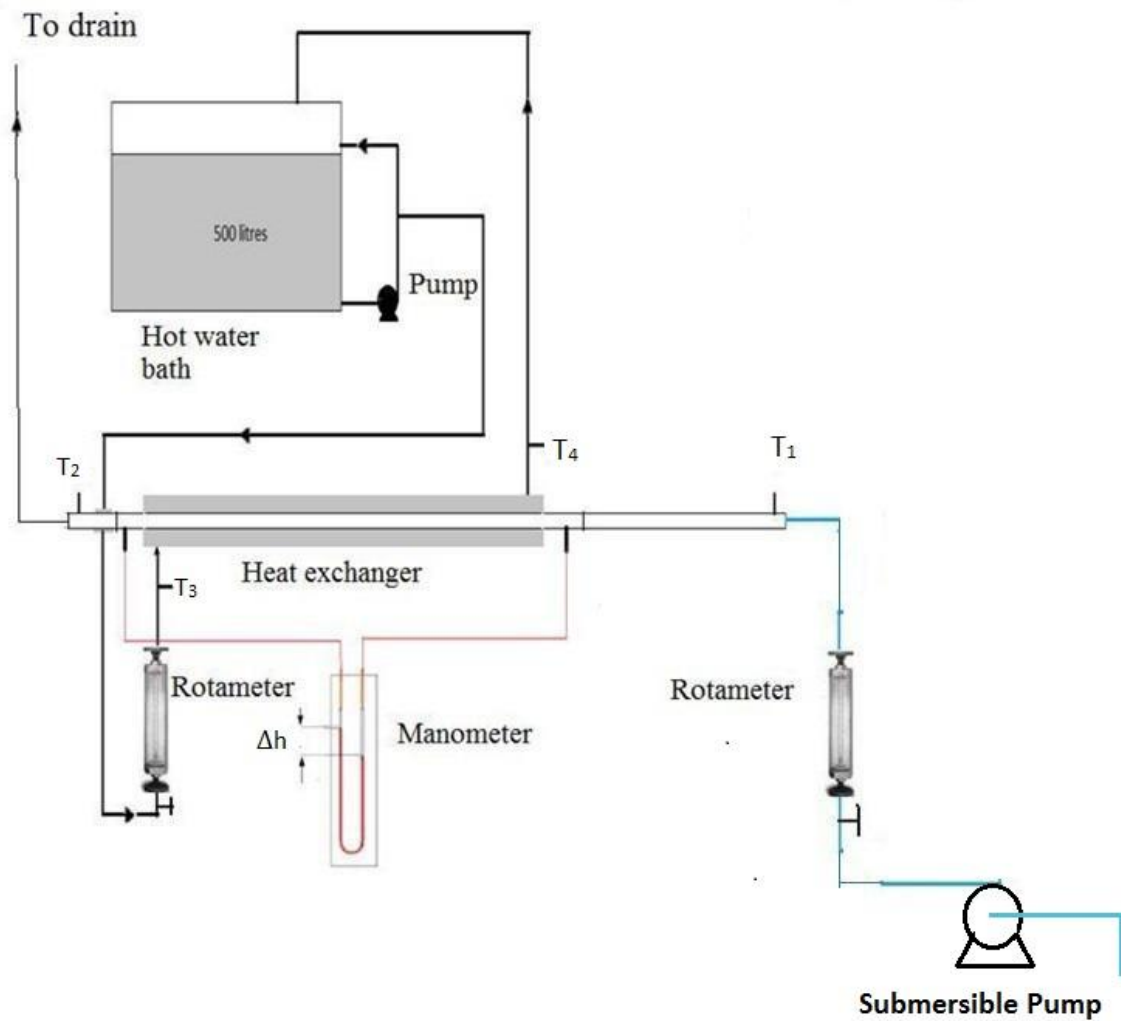 To drain
500 litres
Pump
Hot water
bath
T₂
T₄
T₁
Heat exchanger
T₃
Rotameter
Rotameter
Δh
Manometer
Submersible Pump